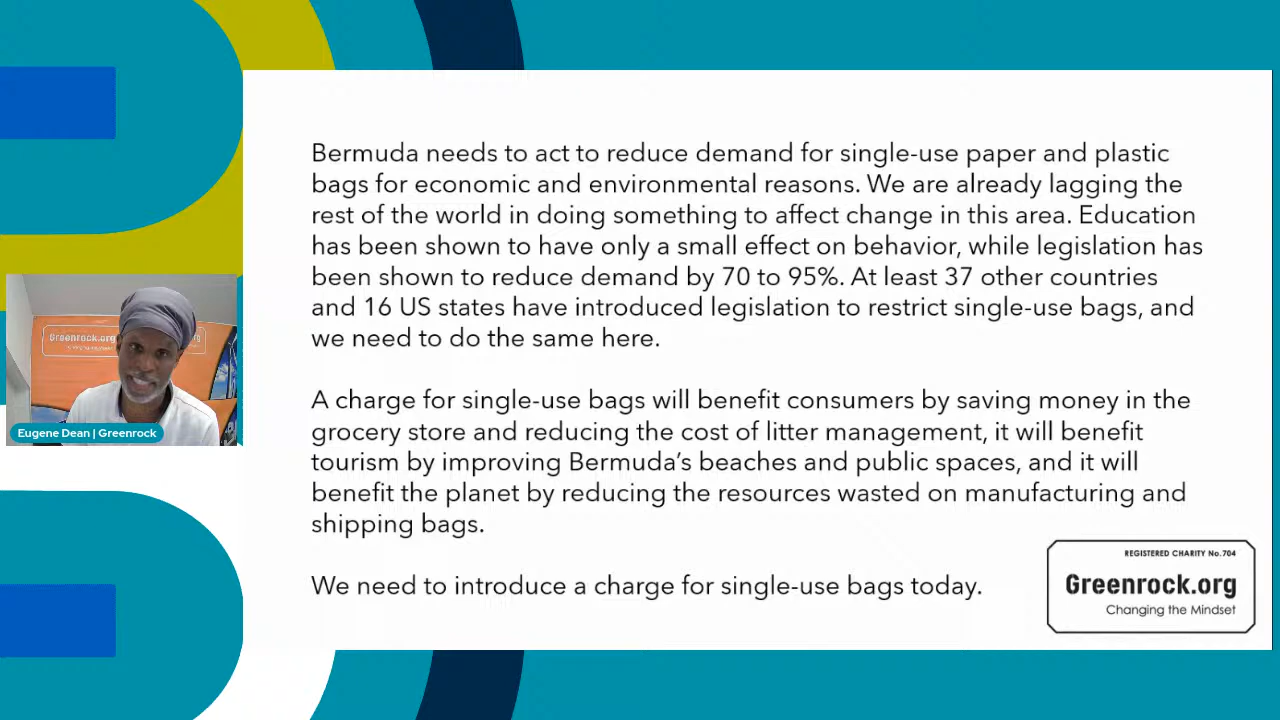 Bermuda needs to act to reduce demand for single-use paper and plastic
bags for economic and environmental reasons. We are already lagging the
rest of the world in doing something to affect change in this area. Education
has been shown to have only a small effect on behavior, while legislation has
been shown to reduce demand by 70 to 95%. At least 37 other countries
and 16 US states have introduced legislation to restrict single-use bags, and
we need to do the same here.
A charge for single-use bags will benefit consumers by saving money in the
grocery store and reducing the cost of litter management, it will benefit
tourism by improving Bermuda's beaches and public spaces, and it will
benefit the planet by reducing the resources wasted on manufacturing and
shipping bags.
We need to introduce a charge for single-use bags today.
REGISTERED CHARITY No.704
Greenrock.org
Changing the Mindset
Greenrock.org
Eugene Dean | Greenrock